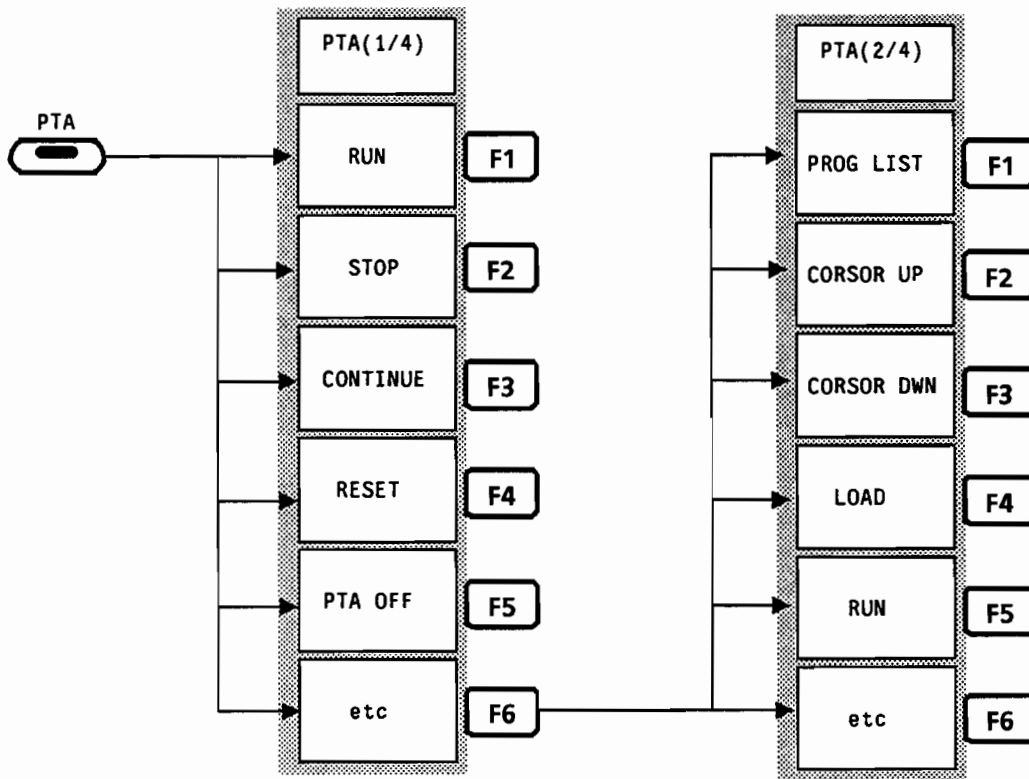 PTA
PTA(1/4)
RUN
F1
STOP
F2
CONTINUE
F3
RESET
F4
PTA OFF
F5
etc
F6
PTA(2/4)
PROG LIST
F1
CORSOR UP
F2
CORSOR DWN
F3
LOAD
F4
RUN
F5
etc
F6